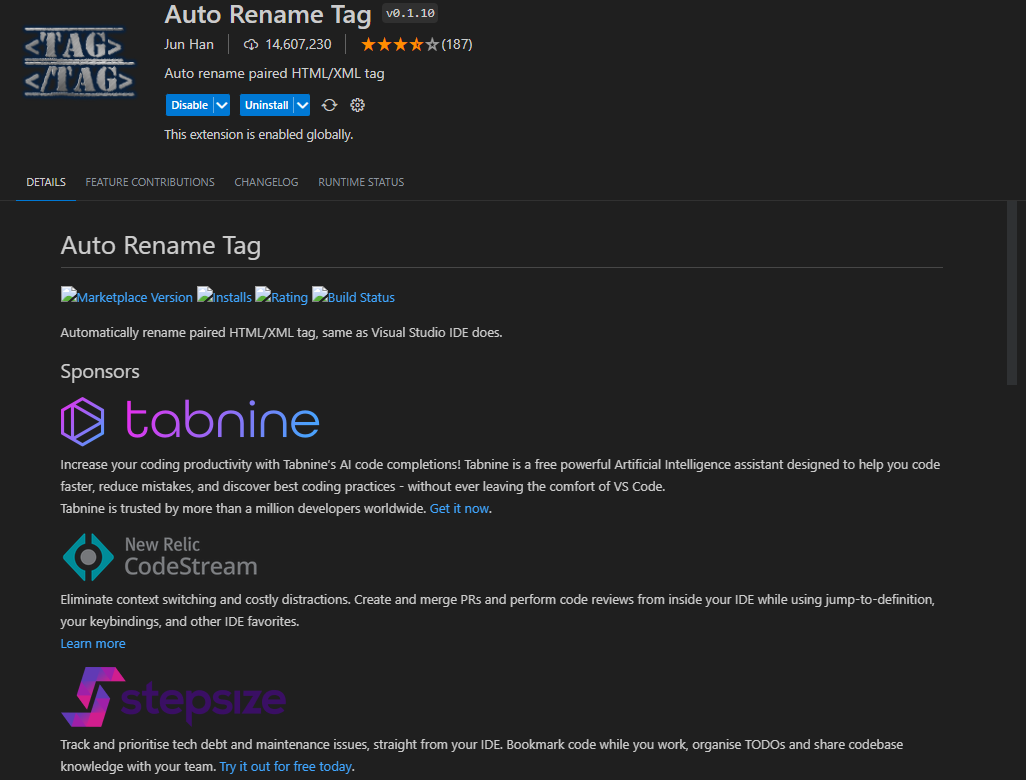 <TAG>
</TAG>
Auto Rename Tag v0.1.10
Jun Han 14,607,230 (187)
Auto rename paired HTML/XML tag
Disable Uninstall
This extension is enabled globally.
DETAILS FEATURE CONTRIBUTIONS CHANGELOG RUNTIME STATUS
Auto Rename Tag
Marketplace Version Installs Rating Build Status
Automatically rename paired HTML/XML tag, same as Visual Studio IDE does.
Sponsors
tabnine
Increase your coding productivity with Tabnine's AI code completions! Tabnine is a free powerful Artificial Intelligence assistant designed to help you code
faster, reduce mistakes, and discover best coding practices - without ever leaving the comfort of VS Code.
Tabnine is trusted by more than a million developers worldwide. Get it now.
New Relic
CodeStream
Eliminate context switching and costly distractions. Create and merge PRs and perform code reviews from inside your IDE while using jump-to-definition,
your keybindings, and other IDE favorites.
Learn more
stepsize
Track and prioritise tech debt and maintenance issues, straight from your IDE. Bookmark code while you work, organise TODOs and share codebase
knowledge with your team. Try it out for free today.